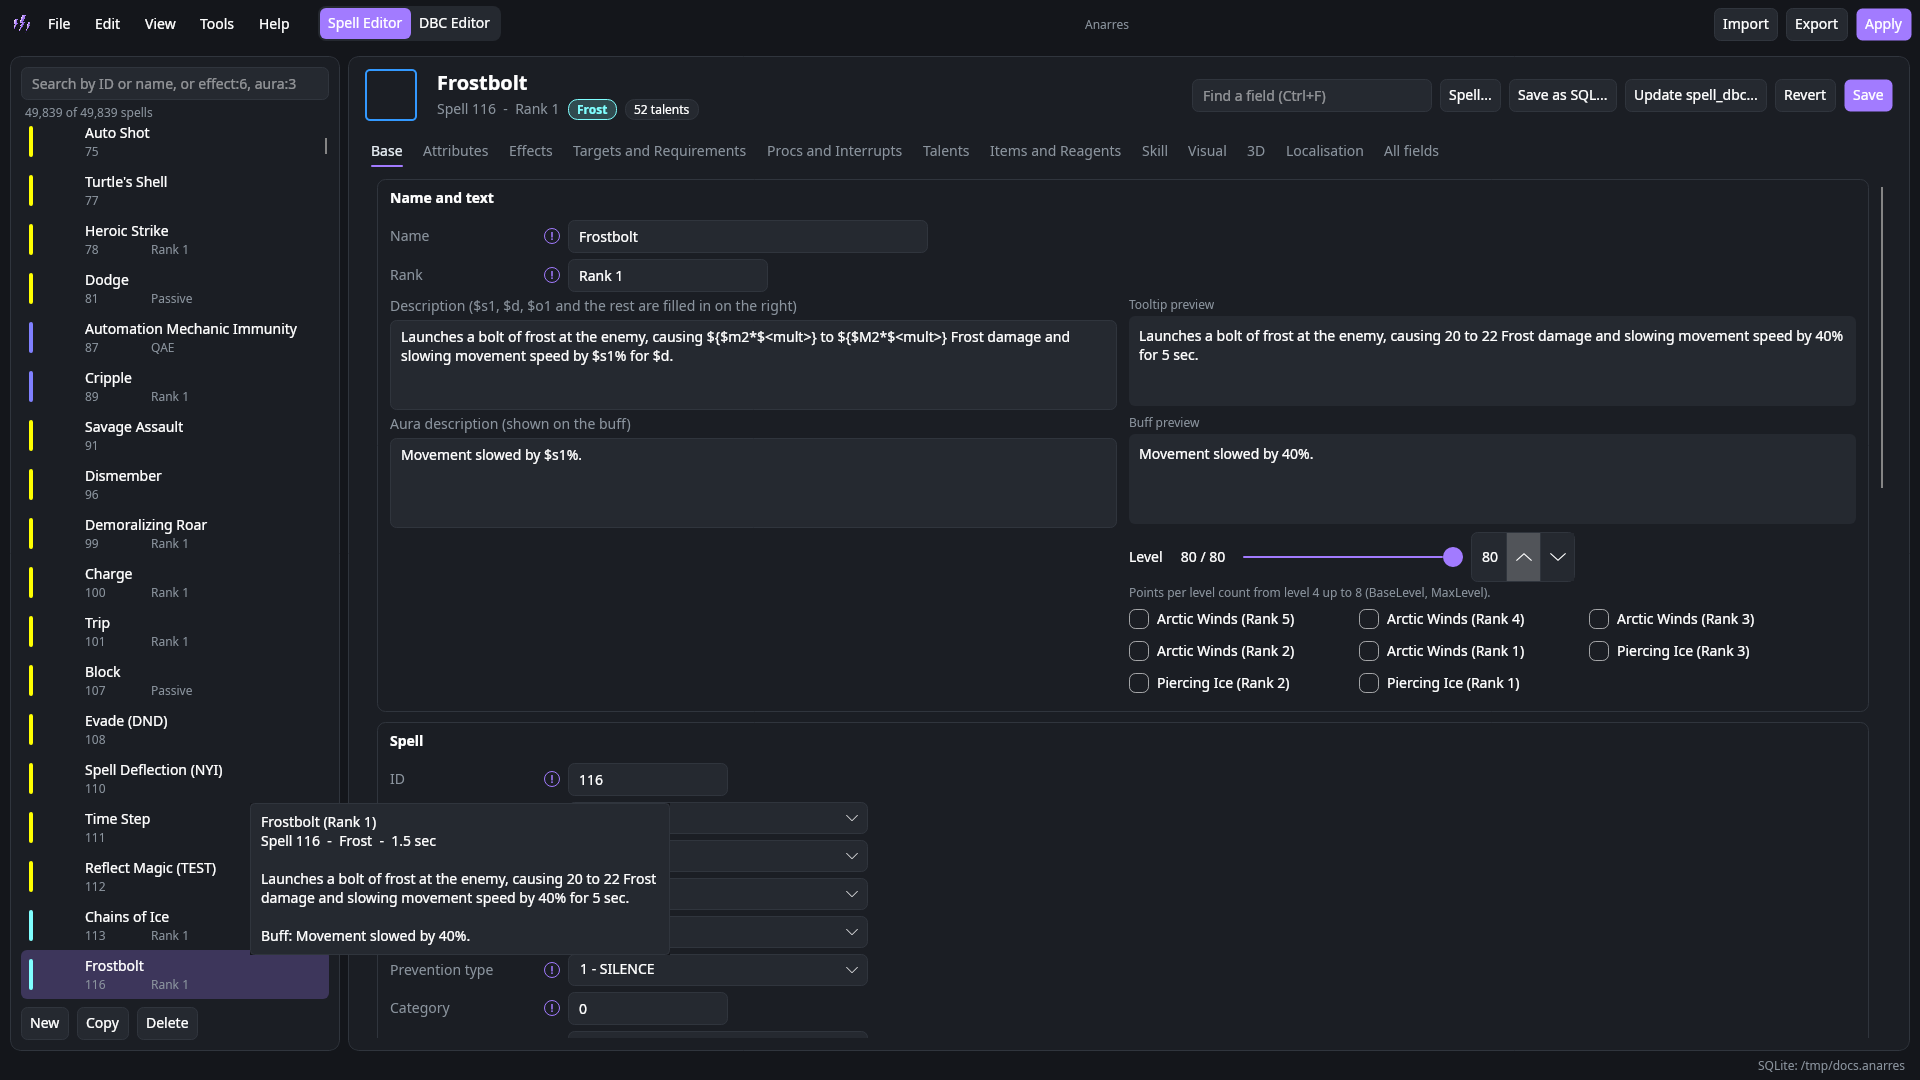 File Edit View Tools Help Spell Editor DBC Editor Anarres Import Export Apply
Search by ID or name, or effect:6, aura:3
49,839 of 49,839 spells
Auto Shot
75
Turtle's Shell
77
Heroic Strike
78 Rank 1
Dodge
81 Passive
Automation Mechanic Immunity
87 QAE
Cripple
89 Rank 1
Savage Assault
91
Dismember
96
Demoralizing Roar
99 Rank 1
Charge
100 Rank 1
Trip
101 Rank 1
Block
107 Passive
Evade (DND)
108
Spell Deflection (NYI)
110
Time Step
111
Reflect Magic (TEST)
112
Chains of Ice
113 Rank 1
Frostbolt
116 Rank 1
New Copy Delete
Frostbolt
Spell 116 - Rank 1 Frost 52 talents
Find a field (Ctrl+F) Spell... Save as SQL... Update spell_dbc... Revert Save
Base Attributes Effects Targets and Requirements Procs and Interrupts Talents Items and Reagents Skill Visual 3D Localisation All fields
Name and text
Name Frostbolt
Rank Rank 1
Description ($s1, $d, $o1 and the rest are filled in on the right)
Launches a bolt of frost at the enemy, causing ${$m2*$<mult>} to ${$M2*$<mult>} Frost damage and
slowing movement speed by $s1% for $d.
Aura description (shown on the buff)
Movement slowed by $s1%.
Tooltip preview
Launches a bolt of frost at the enemy, causing 20 to 22 Frost damage and slowing movement speed by 40%
for 5 sec.
Buff preview
Movement slowed by 40%.
Level 80 / 80 80
Points per level count from level 4 up to 8 (BaseLevel, MaxLevel).
Arctic Winds (Rank 5) Arctic Winds (Rank 4) Arctic Winds (Rank 3)
Arctic Winds (Rank 2) Arctic Winds (Rank 1) Piercing Ice (Rank 3)
Piercing Ice (Rank 2) Piercing Ice (Rank 1)
Spell
ID 116
Frostbolt (Rank 1)
Spell 116 - Frost - 1.5 sec
Launches a bolt of frost at the enemy, causing 20 to 22 Frost
damage and slowing movement speed by 40% for 5 sec.
Buff: Movement slowed by 40%.
Prevention type 1 - SILENCE
Category 0
SQLite: /tmp/docs.anarres